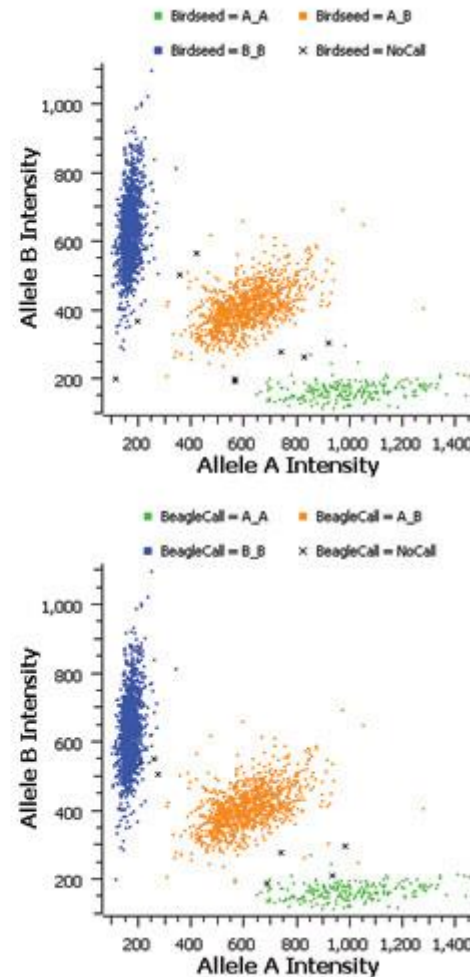 Birdseed = A_A Birdseed = A_B
Birdseed = B_B × Birdseed = NoCall
1,000
800
600
400
200
Allele B Intensity
200 400 600 800 1,000 1,200 1,400
Allele A Intensity
BeagleCall = A_A BeagleCall = A_B
BeagleCall = B_B × BeagleCall = NoCall
1,000
800
600
400
200
Allele B Intensity
200 400 600 800 1,000 1,200 1,400
Allele A Intensity